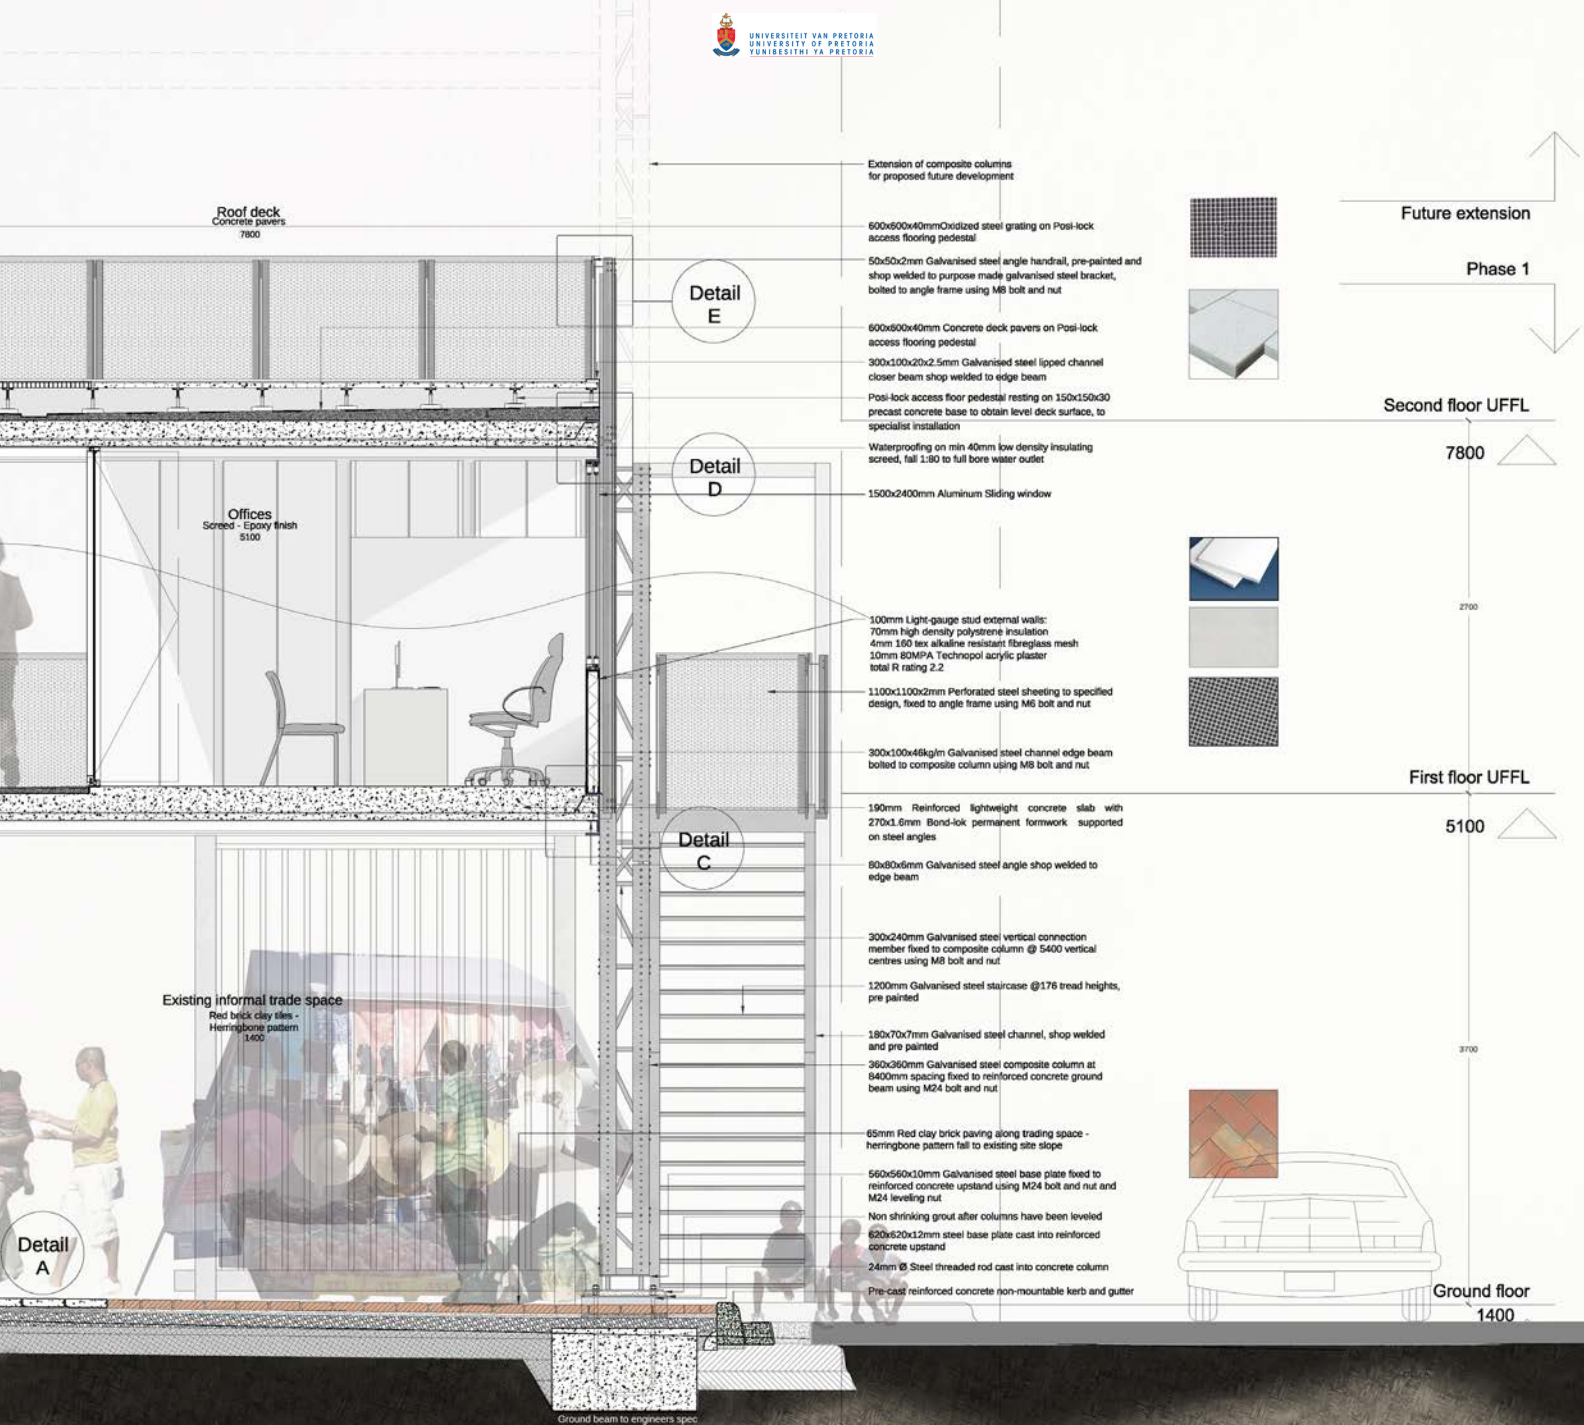 UNIVERSITEIT VAN PRETORIA
UNIVERSITY OF PRETORIA
YUNIBESITHI YA PRETORIA
Extension of composite columns
for proposed future development
Roof deck
Concrete pavers
7800
600x600x40mmOxidized steel grating on Posi-lock
access flooring pedestal
Future extension
50x50x2mm Galvanised steel angle handrail, pre-painted and
shop welded to purpose made galvanised steel bracket,
bolted to angle frame using M8 bolt and nut
Phase 1
Detail
E
600x600x40mm Concrete deck pavers on Posi-lock
access flooring pedestal
300x100x20x2.5mm Galvanised steel lipped channel
closer beam shop welded to edge beam
Posi-lock access floor pedestal resting on 150x150x30
precast concrete base to obtain level deck surface, to
specialist installation
Second floor UFFL
7800
Waterproofing on min 40mm low density insulating
screed, fall 1:80 to full bore water outlet
Detail
D
1500x2400mm Aluminum Sliding window
Offices
Screed - Epoxy finish
5100
2700
100mm Light-gauge stud external walls:
70mm high density polystrene insulation
4mm 160 tex alkaline resistant fibreglass mesh
10mm 80MPA Technopol acrylic plaster
total R rating 2.2
1100x1100x2mm Perforated steel sheeting to specified
design, fixed to angle frame using M6 bolt and nut
300x100x46kg/m Galvanised steel channel edge beam
bolted to composite column using M8 bolt and nut
First floor UFFL
5100
190mm Reinforced lightweight concrete slab with
270x1.6mm Bond-lok permanent formwork supported
on steel angles
Detail
C
80x80x6mm Galvanised steel angle shop welded to
edge beam
300x240mm Galvanised steel vertical connection
member fixed to composite column @ 5400 vertical
centres using M8 bolt and nut
1200mm Galvanised steel staircase @176 tread heights,
pre painted
Existing informal trade space
Red brick clay tiles -
Herringbone pattern
1400
180x70x7mm Galvanised steel channel, shop welded
and pre painted
3700
360x360mm Galvanised steel composite column at
8400mm spacing fixed to reinforced concrete ground
beam using M24 bolt and nut
65mm Red clay brick paving along trading space -
herringbone pattern fall to existing site slope
560x560x10mm Galvanised steel base plate fixed to
reinforced concrete upstand using M24 bolt and nut and
M24 leveling nut
Non shrinking grout after columns have been leveled
620x620x12mm steel base plate cast into reinforced
concrete upstand
24mm Ø Steel threaded rod cast into concrete column
Pre-cast reinforced concrete non-mountable kerb and gutter
Detail
A
Ground floor
1400
Ground beam to engineers spec